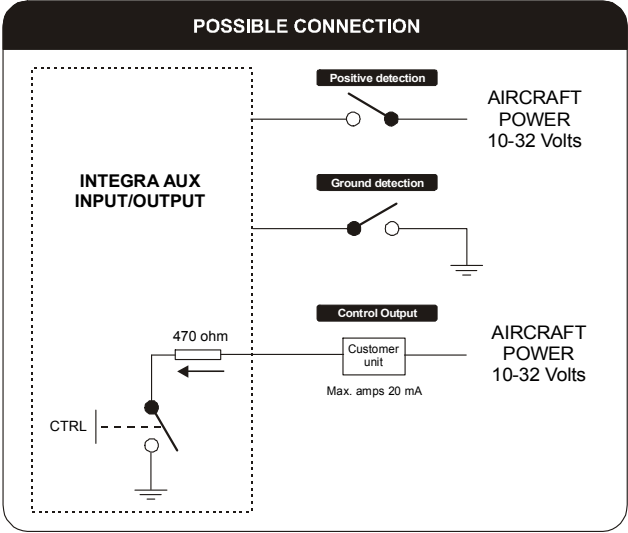 POSSIBLE CONNECTION
Positive detection
AIRCRAFT
POWER
10-32 Volts
INTEGRA AUX
INPUT/OUTPUT
Ground detection
Control Output
470 ohm
Customer
unit
AIRCRAFT
POWER
10-32 Volts
Max. amps 20 mA
CTRL